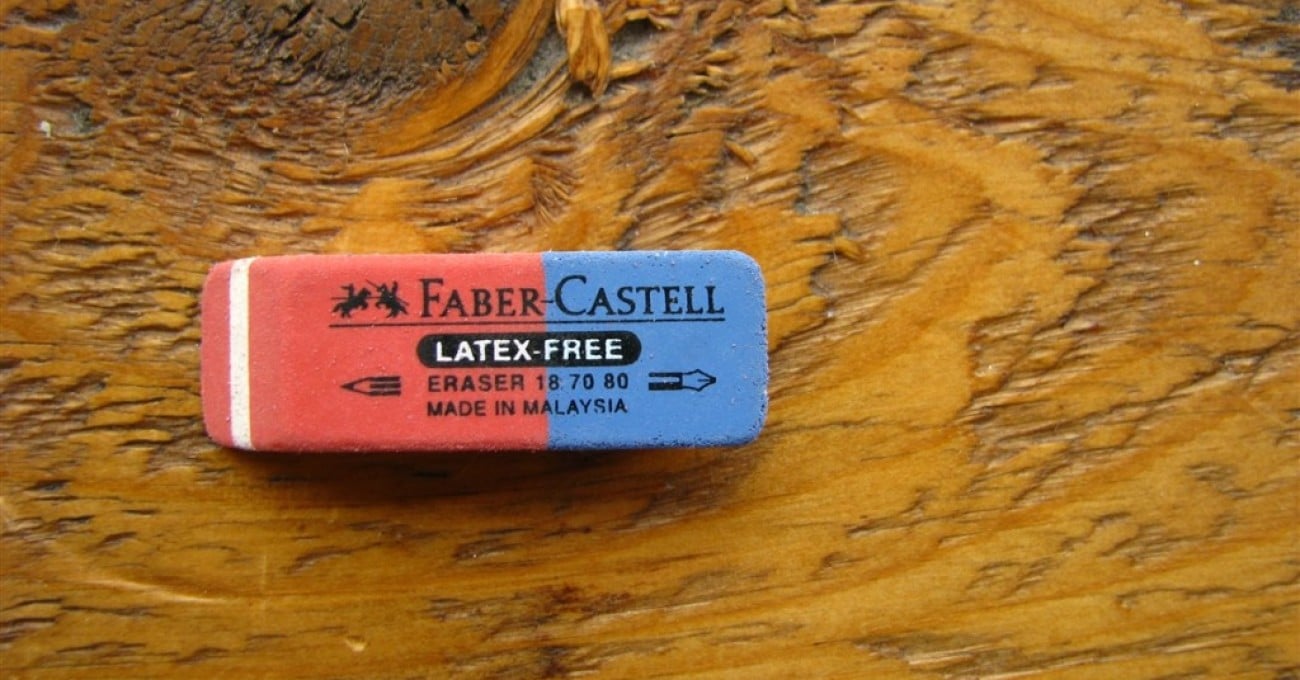 FABER-CASTELL
LATEX-FREE
ERASER 18 70 80
MADE IN MALAYSIA